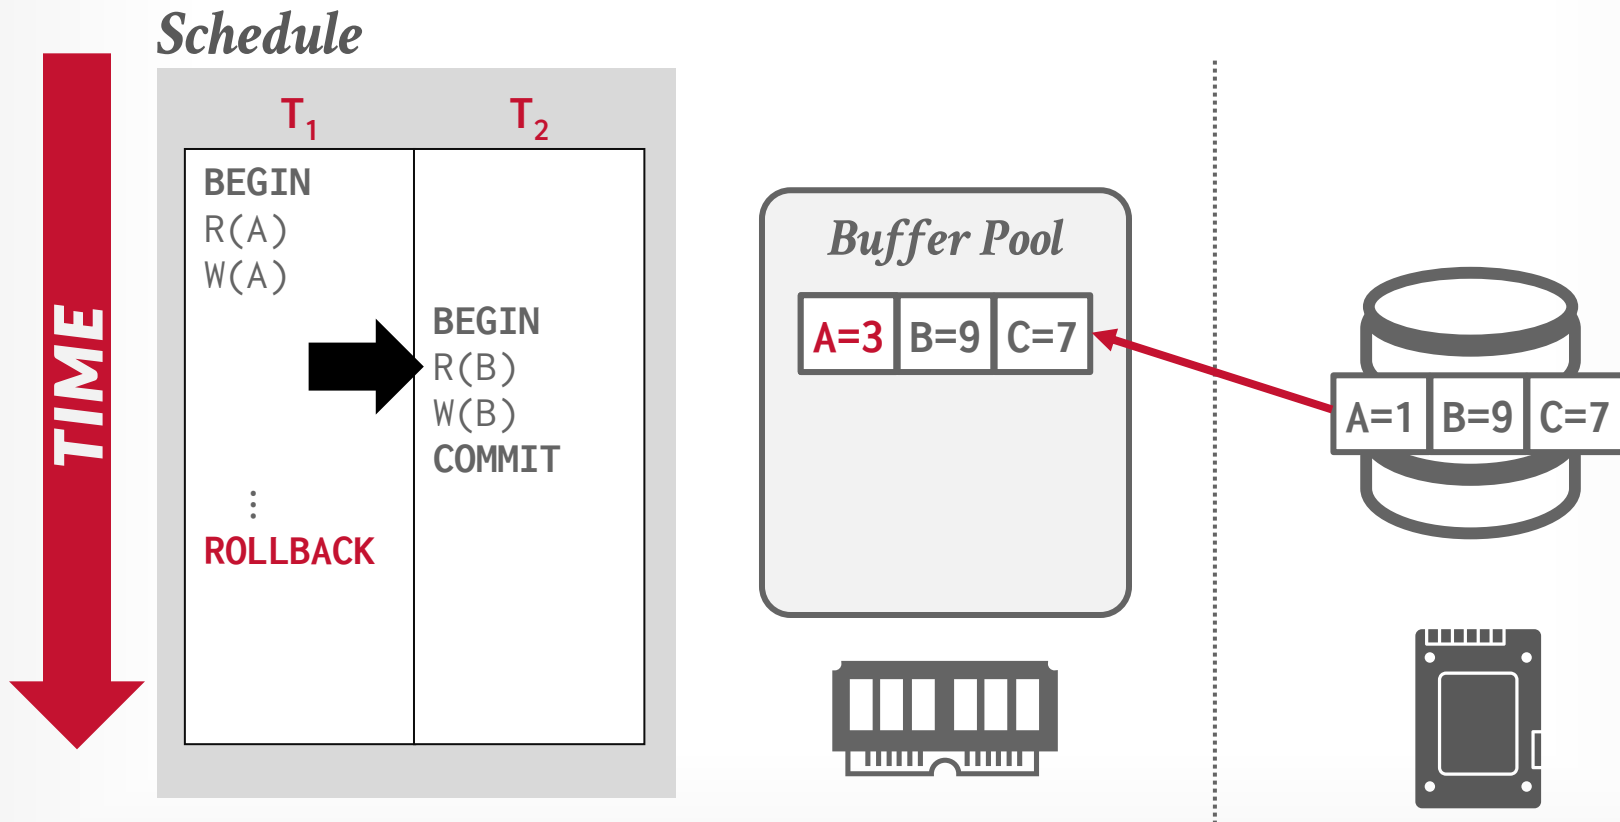 Schedule
TIME
T₁
T₂
BEGIN
R(A)
W(A)
BEGIN
R(B)
W(B)
COMMIT
⋮
ROLLBACK
Buffer Pool
A=3 B=9 C=7
A=1 B=9 C=7